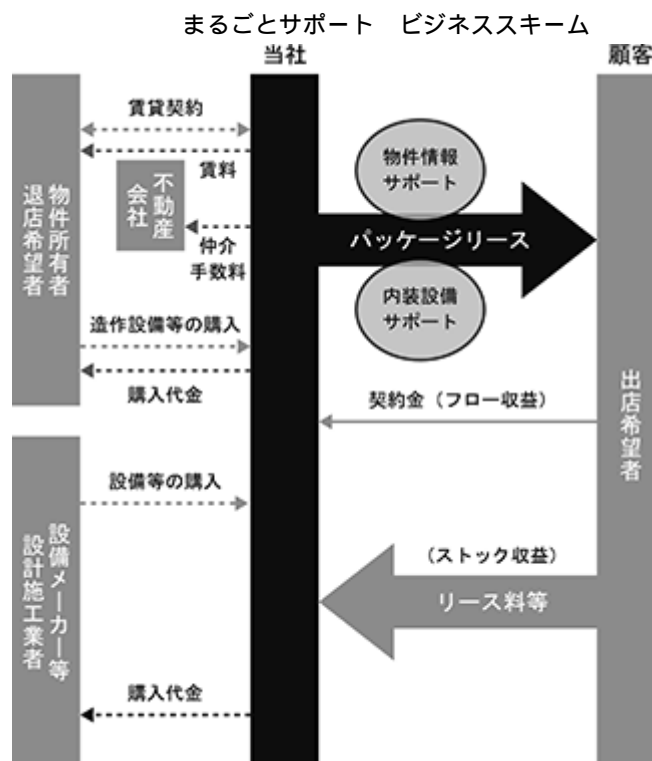 まるごとサポート　ビジネススキーム
当社
顧客
賃貸契約
賃料
不動産
会社
仲介
手数料
物件所有者
退店希望者
造作設備等の購入
購入代金
物件情報
サポート
パッケージリース
内装設備
サポート
契約金（フロー収益）
出店希望者
設備等の購入
設備メーカー等
設計施工業者
（ストック収益）
リース料等
購入代金